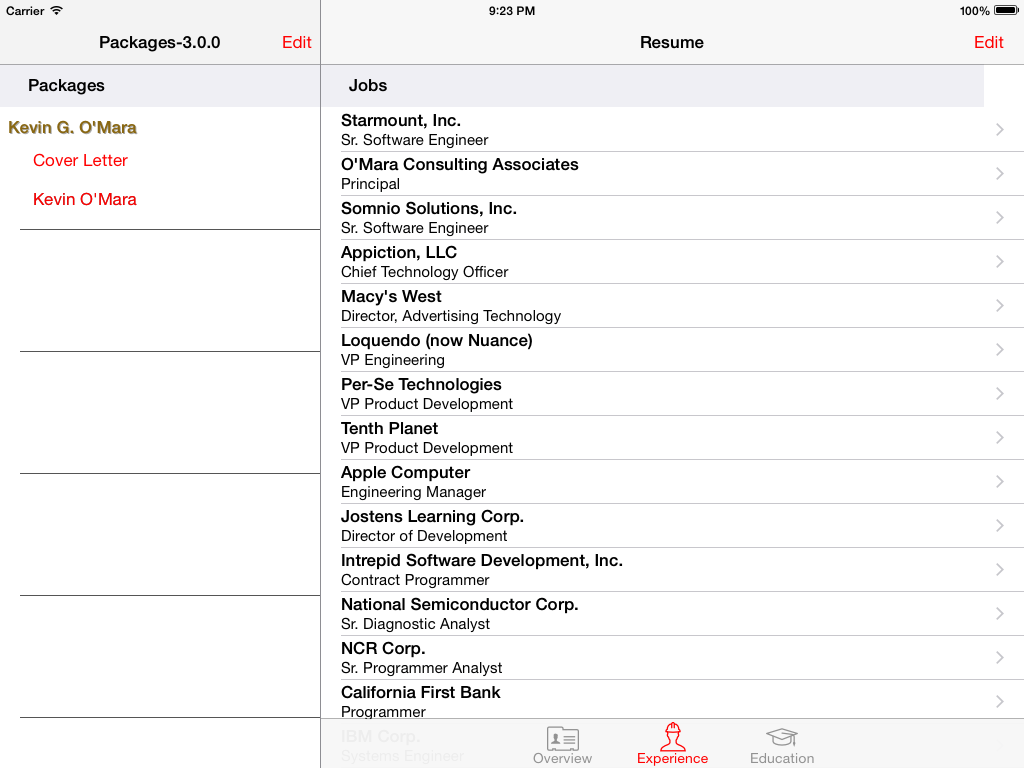 Carrier
9:23 PM
100%
Packages-3.0.0
Edit
Resume
Edit
Packages
Kevin G. O'Mara
Cover Letter
Kevin O'Mara
Jobs
Starmount, Inc.
Sr. Software Engineer
O'Mara Consulting Associates
Principal
Somnio Solutions, Inc.
Sr. Software Engineer
Appiction, LLC
Chief Technology Officer
Macy's West
Director, Advertising Technology
Loquendo (now Nuance)
VP Engineering
Per-Se Technologies
VP Product Development
Tenth Planet
VP Product Development
Apple Computer
Engineering Manager
Jostens Learning Corp.
Director of Development
Intrepid Software Development, Inc.
Contract Programmer
National Semiconductor Corp.
Sr. Diagnostic Analyst
NCR Corp.
Sr. Programmer Analyst
California First Bank
Programmer
IBM Corp.
Systems Engineer
Overview
Experience
Education